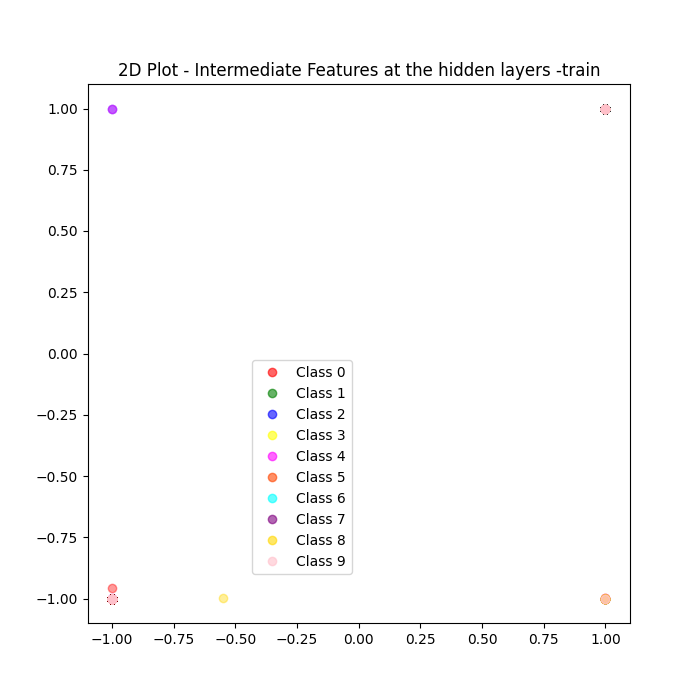 2D Plot - Intermediate Features at the hidden layers -train
1.00
0.75
0.50
0.25
0.00
−0.25
−0.50
−0.75
−1.00
Class 0
Class 1
Class 2
Class 3
Class 4
Class 5
Class 6
Class 7
Class 8
Class 9
−1.00 −0.75 −0.50 −0.25 0.00 0.25 0.50 0.75 1.00